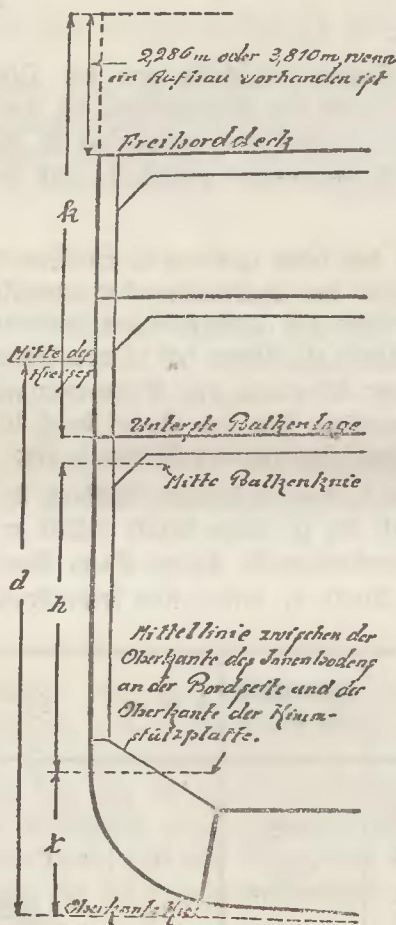 2,286 m oder 3,810 m, wenn
ein Aufbau vorhanden ist
Freiborddeck
k
Mitte des
Kreises
Unterste Balkenlage
Mitte Balkenknie
d
h
Mittellinie zwischen der
Oberkante des Innenbodens
an der Bordseite und der
Oberkante der Kimm-
stützplatte.
t
Oberkante Kiel